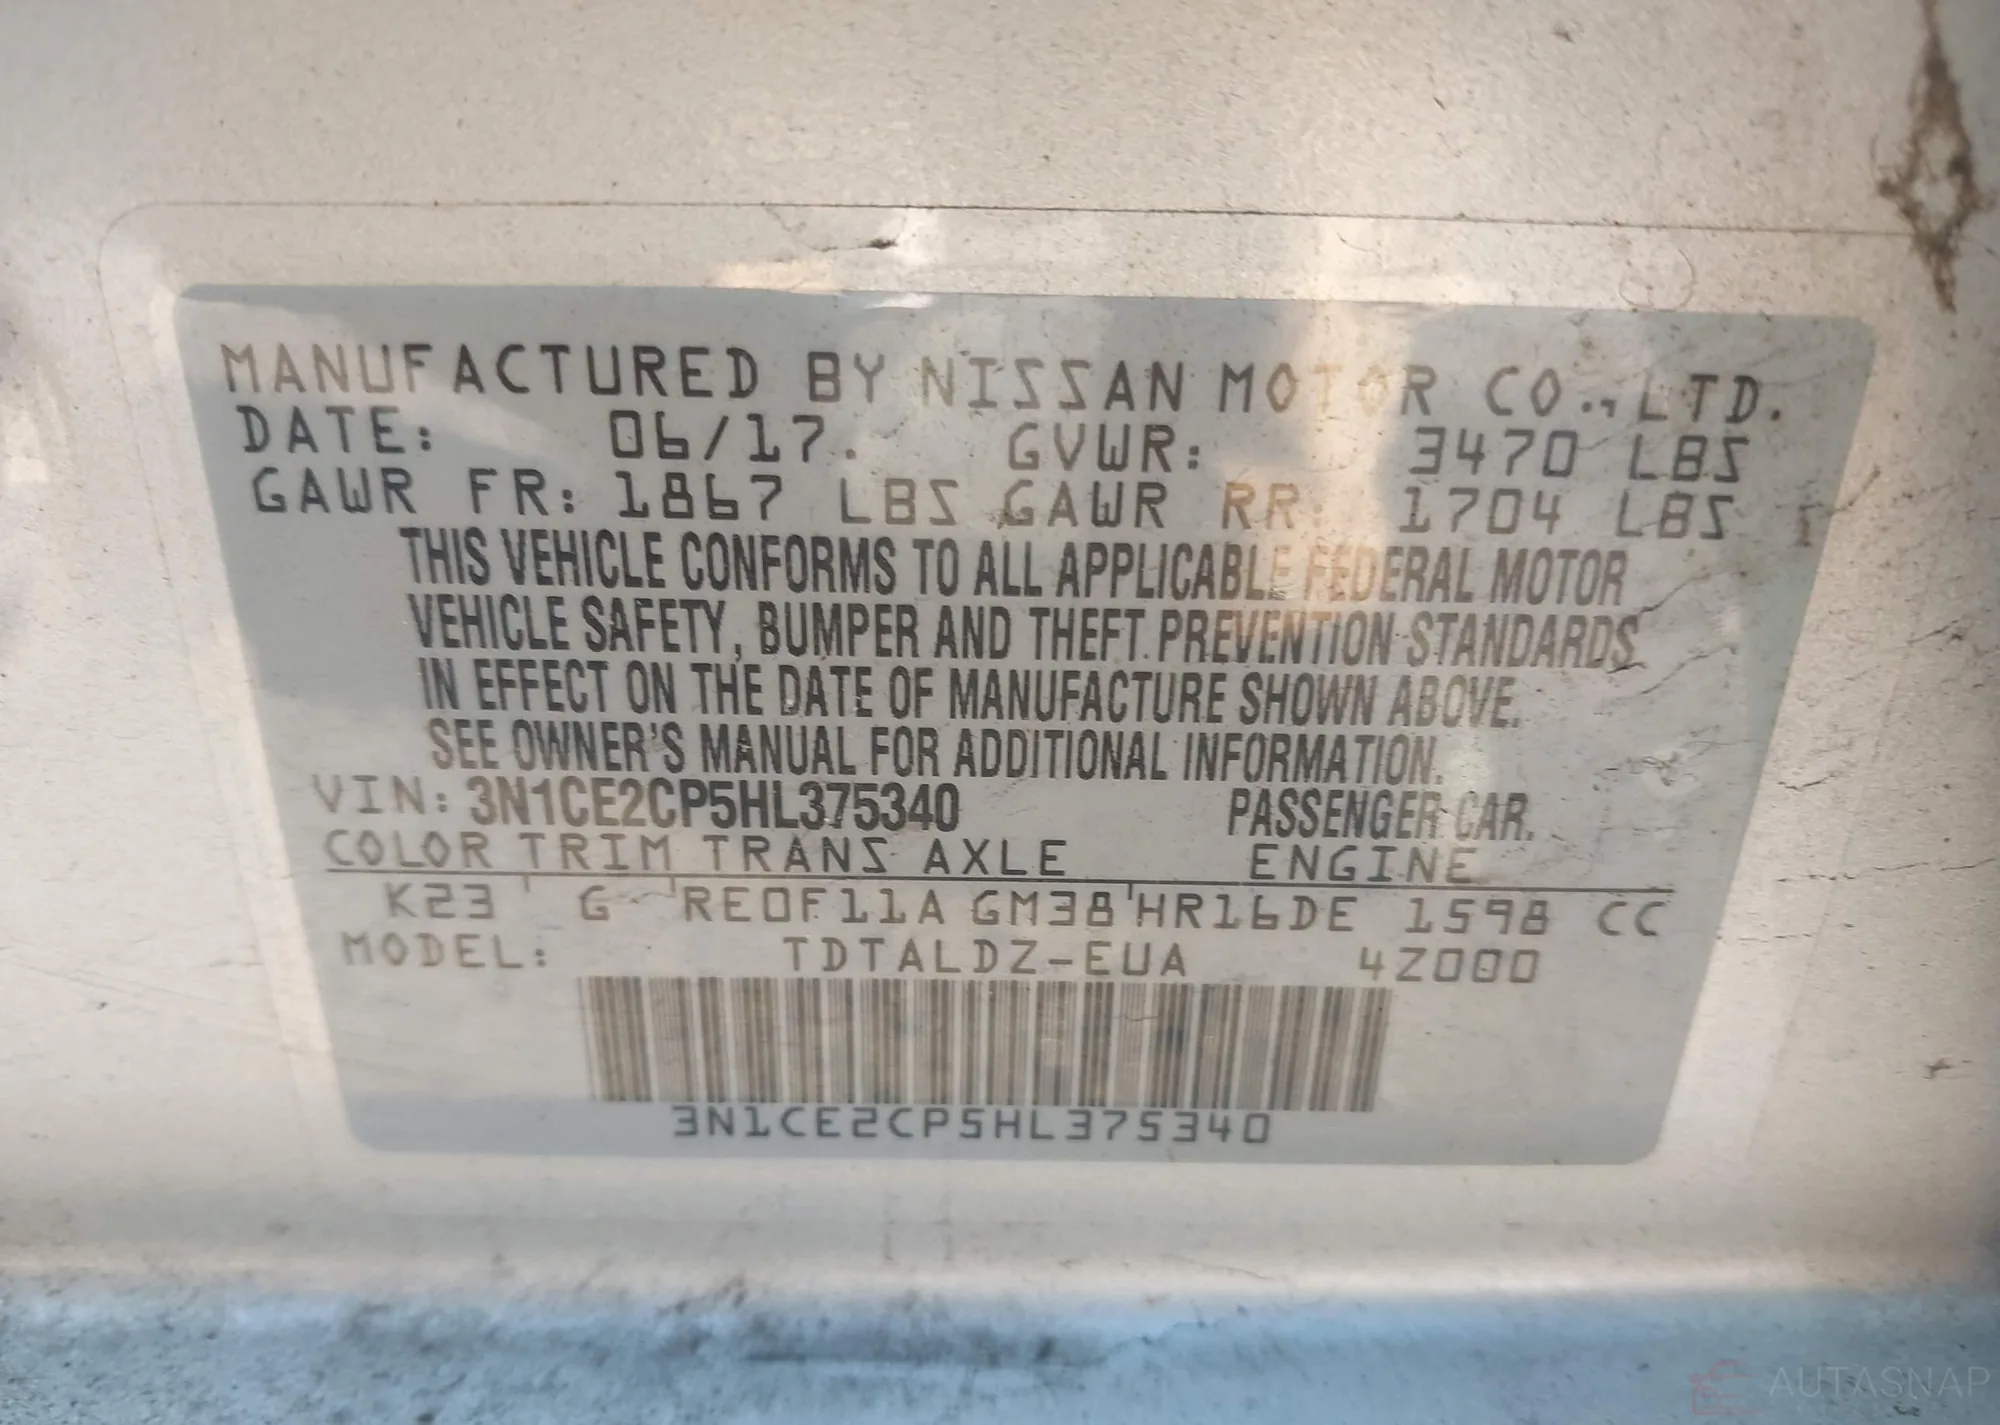 MANUFACTURED BY NISSAN MOTOR CO.,LTD.
DATE: 06/17. GVWR: 3470 LBS
GAWR FR: 1867 LBS GAWR RR: 1704 LBS
THIS VEHICLE CONFORMS TO ALL APPLICABLE FEDERAL MOTOR
VEHICLE SAFETY, BUMPER AND THEFT PREVENTION STANDARDS
IN EFFECT ON THE DATE OF MANUFACTURE SHOWN ABOVE.
SEE OWNER'S MANUAL FOR ADDITIONAL INFORMATION.
VIN: 3N1CE2CP5HL375340 PASSENGER CAR.
COLOR TRIM TRANS AXLE ENGINE
K23 G RE0F11A GM38 HR16DE 1598 CC
MODEL: TDTALDZ-EUA 4Z000
3N1CE2CP5HL375340
AUTASNAP